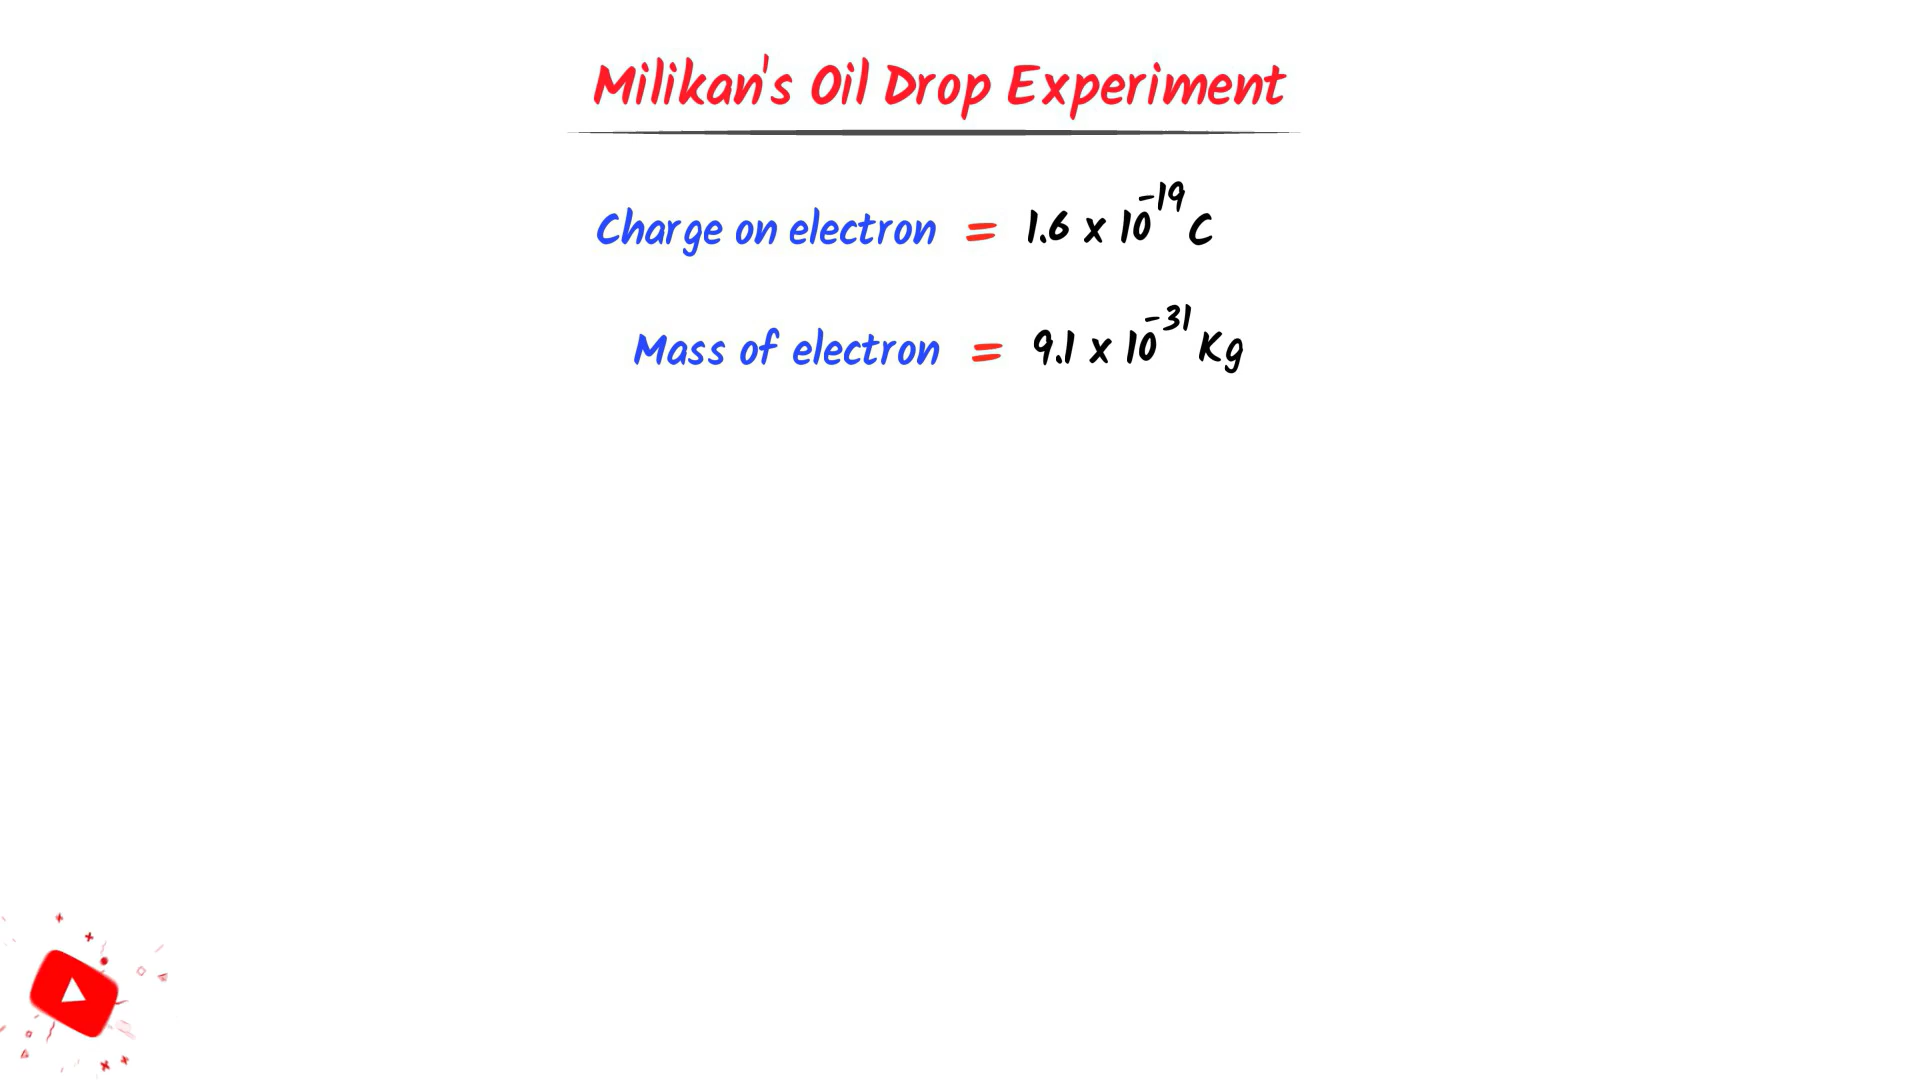 Milikan's Oil Drop Experiment
Charge on electron = 1.6 x 10⁻¹⁹ C
Mass of electron = 9.1 x 10⁻³¹ Kg